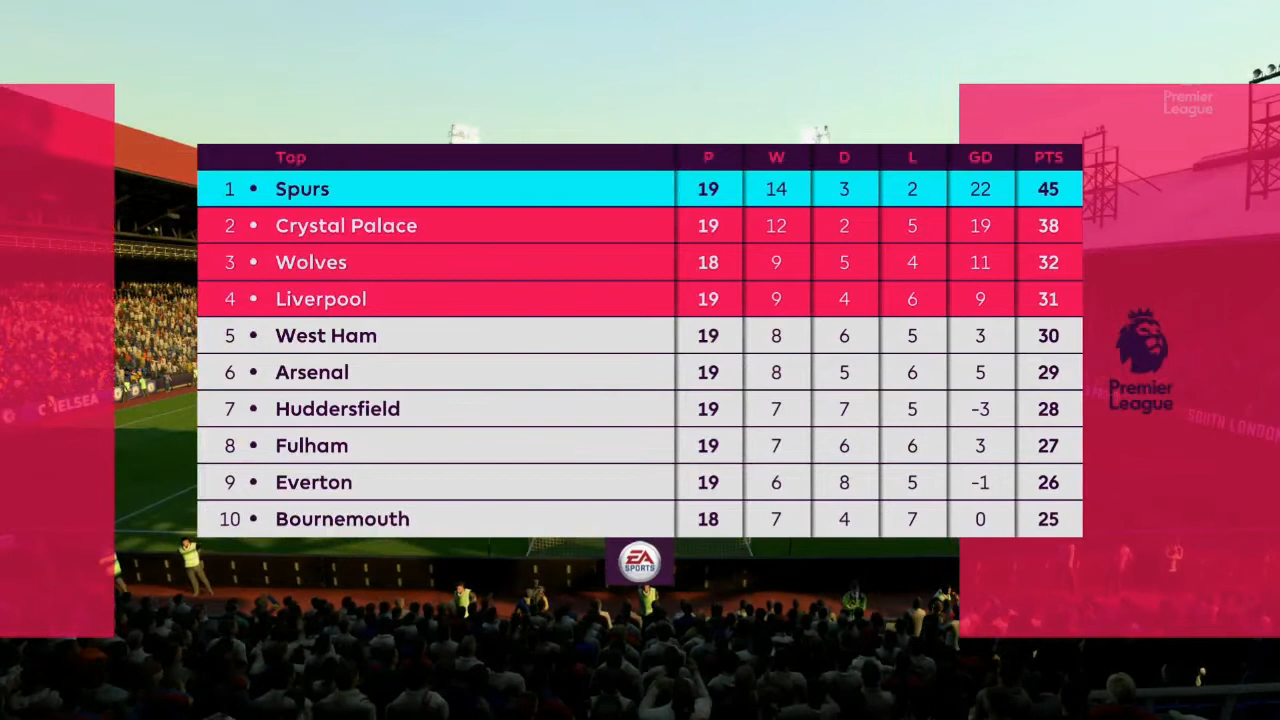 Premier
League
Top P W D L GD PTS
1 • Spurs 19 14 3 2 22 45
2 • Crystal Palace 19 12 2 5 19 38
3 • Wolves 18 9 5 4 11 32
4 • Liverpool 19 9 4 6 9 31
5 • West Ham 19 8 6 5 3 30
6 • Arsenal 19 8 5 6 5 29
7 • Huddersfield 19 7 7 5 -3 28
8 • Fulham 19 7 6 6 3 27
9 • Everton 19 6 8 5 -1 26
10 • Bournemouth 18 7 4 7 0 25
CHELSEA
Premier
League
SOUTH LONDON
EA
SPORTS